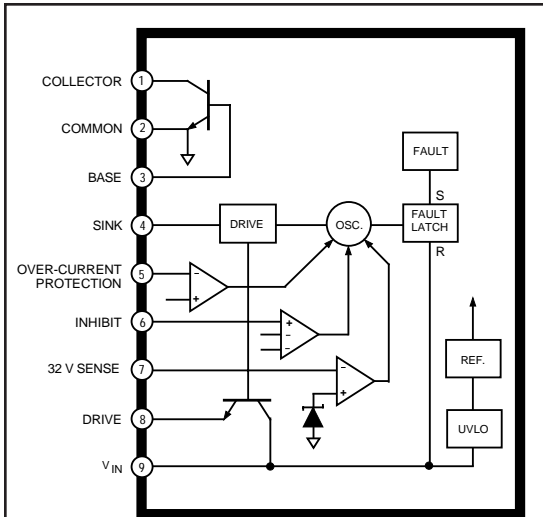 COLLECTOR 1
COMMON 2
BASE 3
SINK 4
OVER-CURRENT
PROTECTION 5
INHIBIT 6
32 V SENSE 7
DRIVE 8
V IN 9
DRIVE
OSC.
FAULT
S
FAULT
LATCH
R
REF.
UVLO
–
+
+
–
–
–
+